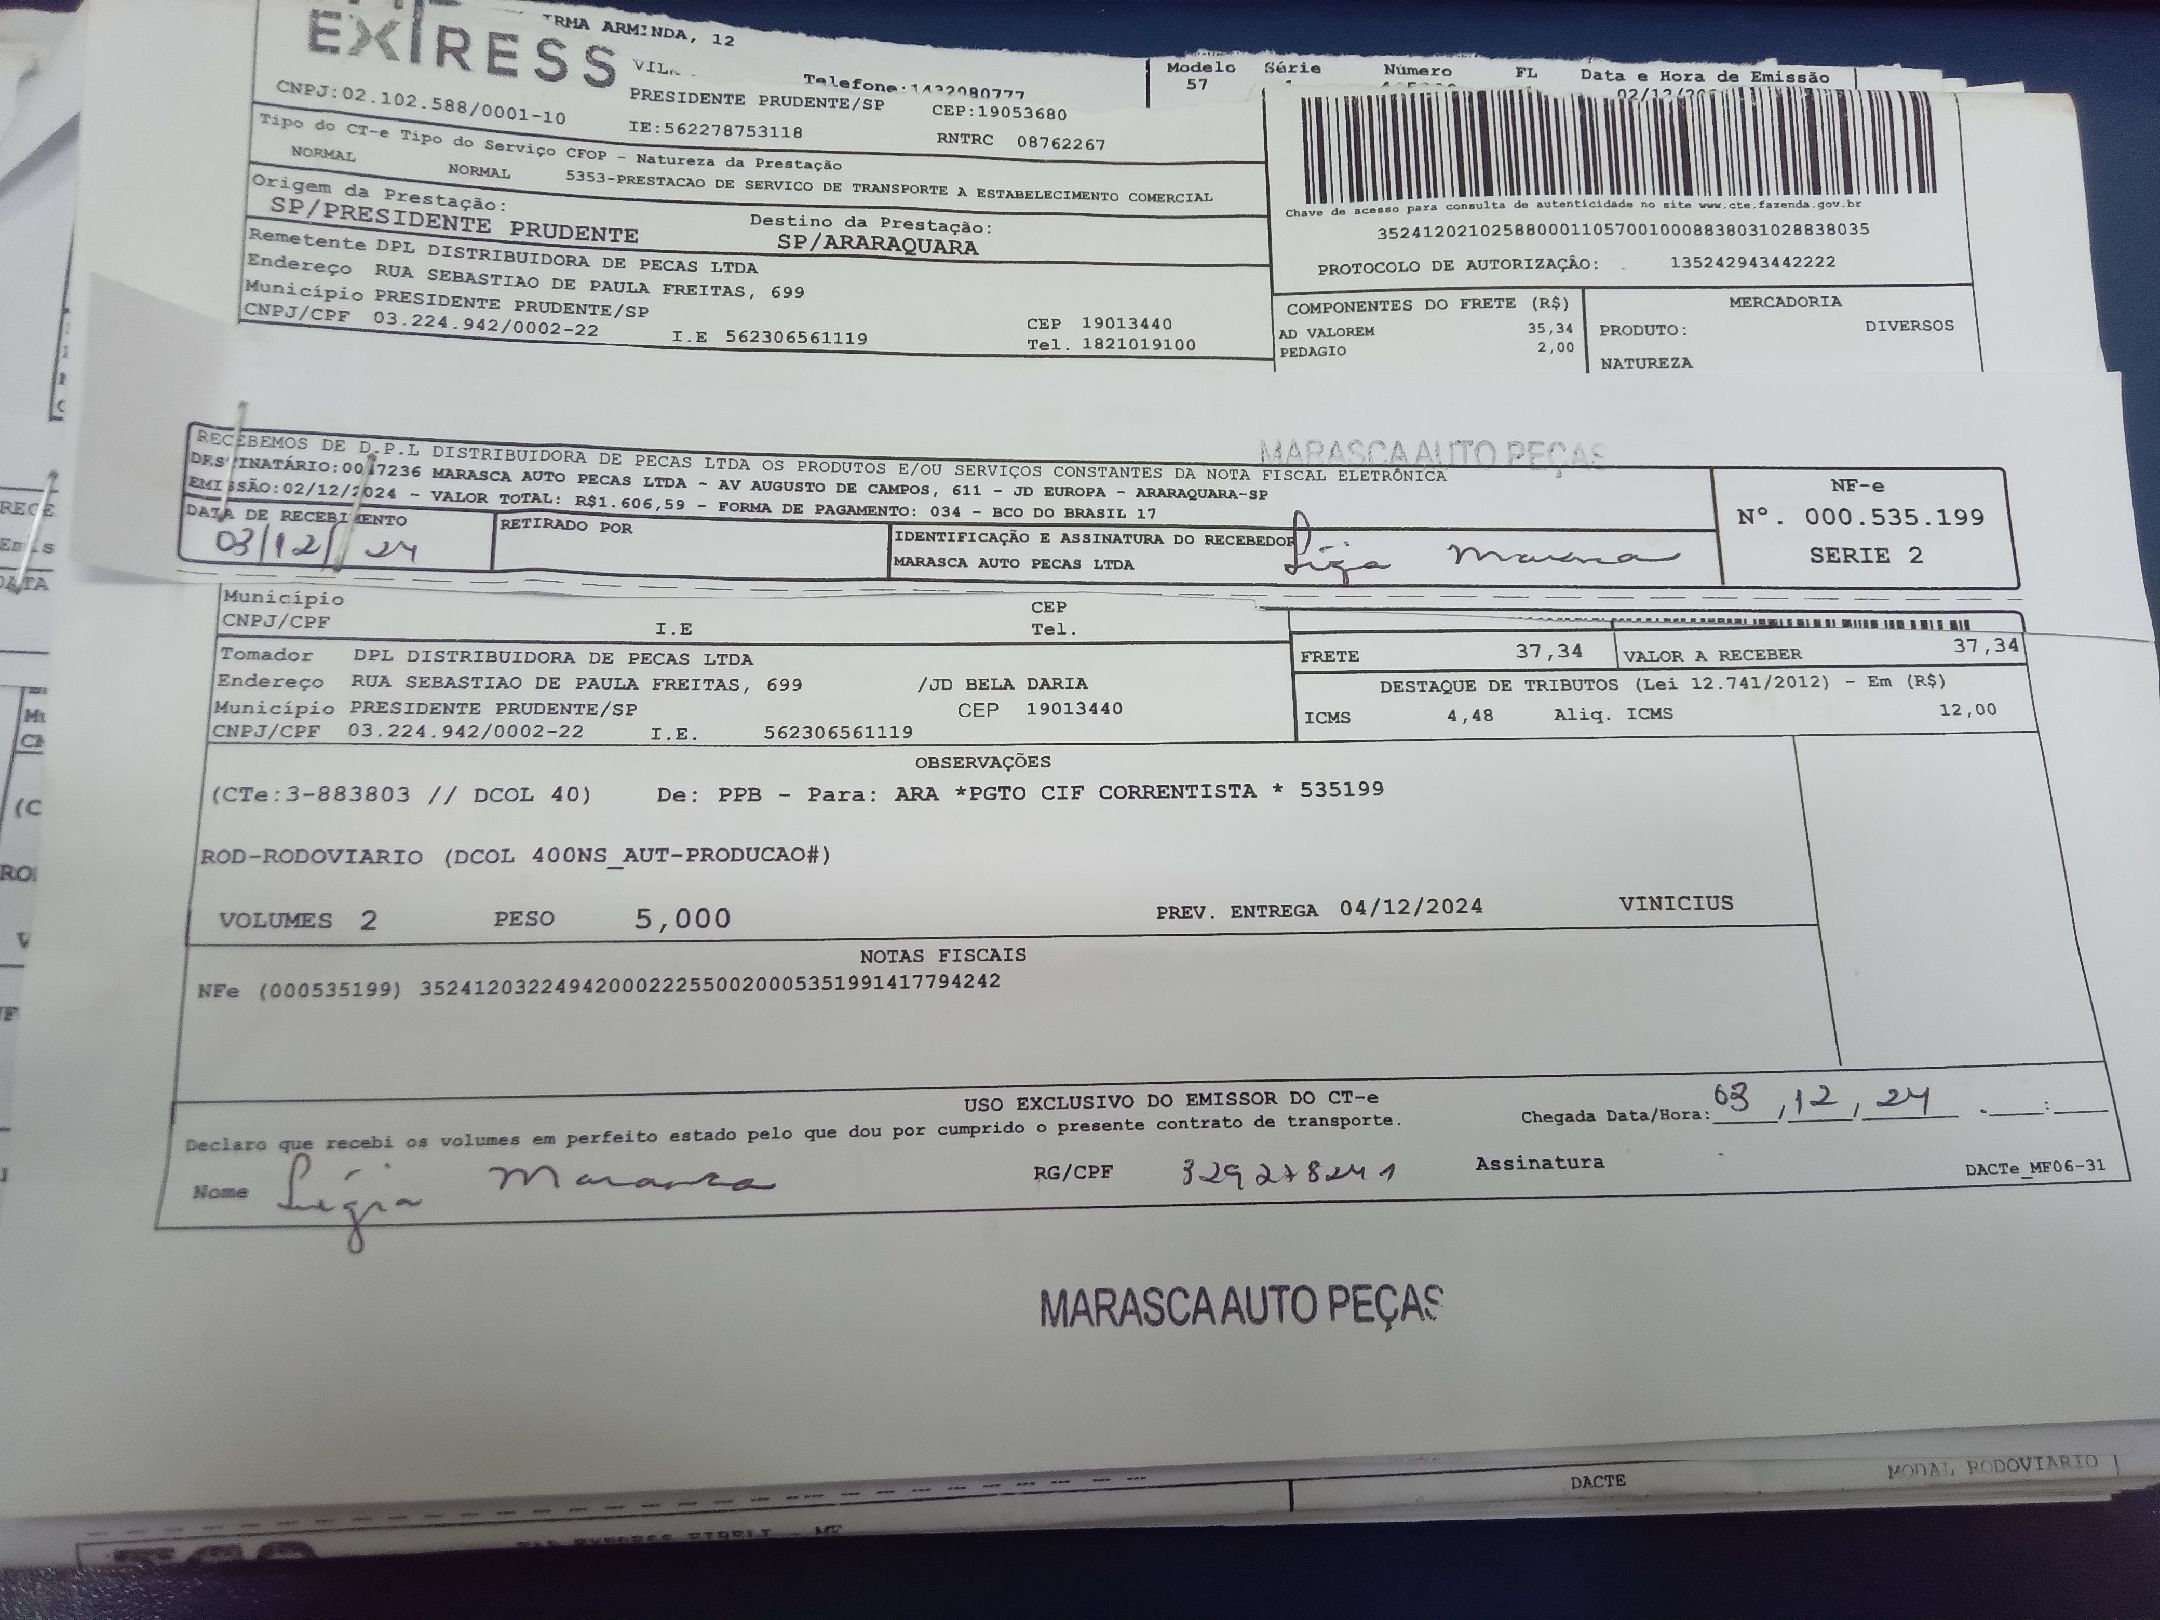 EXPRESS
IRMA ARMINDA, 12
Telefone:1432080777
CNPJ:02.102.588/0001-10
PRESIDENTE PRUDENTE/SP CEP:19053680
IE:562278753118 RNTRC 08762267
Modelo Série Número FL Data e Hora de Emissão
57
Tipo do CT-e Tipo do Serviço CFOP - Natureza da Prestação
NORMAL NORMAL 5353-PRESTACAO DE SERVICO DE TRANSPORTE A ESTABELECIMENTO COMERCIAL
Origem da Prestação: Destino da Prestação:
SP/PRESIDENTE PRUDENTE SP/ARARAQUARA
Remetente DPL DISTRIBUIDORA DE PECAS LTDA
Endereço RUA SEBASTIAO DE PAULA FREITAS, 699
Município PRESIDENTE PRUDENTE/SP CEP 19013440
CNPJ/CPF 03.224.942/0002-22 I.E 562306561119 Tel. 1821019100
Chave de acesso para consulta de autenticidade no site www.cte.fazenda.gov.br
35241202102588000110570010008838031028838035
PROTOCOLO DE AUTORIZAÇÃO: 135242943442222
COMPONENTES DO FRETE (R$) MERCADORIA
AD VALOREM 35,34 PRODUTO: DIVERSOS
PEDAGIO 2,00
NATUREZA
MARASCA AUTO PEÇAS
RECEBEMOS DE D.P.L DISTRIBUIDORA DE PECAS LTDA OS PRODUTOS E/OU SERVIÇOS CONSTANTES DA NOTA FISCAL ELETRÔNICA
DESTINATÁRIO:0017236 MARASCA AUTO PECAS LTDA - AV AUGUSTO DE CAMPOS, 611 - JD EUROPA - ARARAQUARA-SP
EMISSÃO:02/12/2024 - VALOR TOTAL: R$1.606,59 - FORMA DE PAGAMENTO: 034 - BCO DO BRASIL 17
DATA DE RECEBIMENTO RETIRADO POR IDENTIFICAÇÃO E ASSINATURA DO RECEBEDOR
03/12/24 MARASCA AUTO PECAS LTDA Lígia Marasca
NF-e
Nº. 000.535.199
SERIE 2
Município CEP
CNPJ/CPF I.E Tel.
Tomador DPL DISTRIBUIDORA DE PECAS LTDA
Endereço RUA SEBASTIAO DE PAULA FREITAS, 699 /JD BELA DARIA
Município PRESIDENTE PRUDENTE/SP CEP 19013440
CNPJ/CPF 03.224.942/0002-22 I.E. 562306561119
FRETE 37,34 VALOR A RECEBER 37,34
DESTAQUE DE TRIBUTOS (Lei 12.741/2012) - Em (R$)
ICMS 4,48 Aliq. ICMS 12,00
OBSERVAÇÕES
(CTe:3-883803 // DCOL 40) De: PPB - Para: ARA *PGTO CIF CORRENTISTA * 535199
ROD-RODOVIARIO (DCOL 400NS_AUT-PRODUCAO#)
VOLUMES 2 PESO 5,000 PREV. ENTREGA 04/12/2024 VINICIUS
NOTAS FISCAIS
NFe (000535199) 35241203224942000222550020005351991417794242
USO EXCLUSIVO DO EMISSOR DO CT-e
Declaro que recebi os volumes em perfeito estado pelo que dou por cumprido o presente contrato de transporte.
Chegada Data/Hora: 03, 12, 24
Nome Lígia Marasca RG/CPF 329278241 Assinatura
DACTe_MF06-31
MARASCA AUTO PEÇAS
DACTE MODAL RODOVIARIO